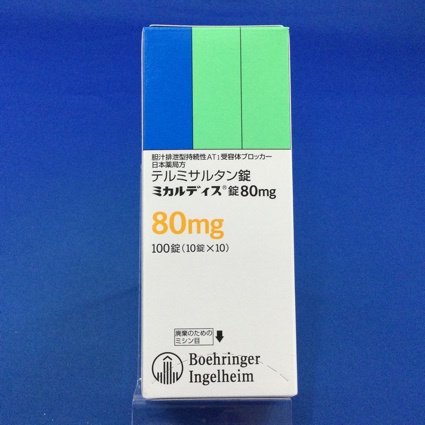 胆汁排泄型持続性AT₁受容体ブロッカー
日本薬局方
テルミサルタン錠
ミカルディス®錠80mg
80mg
100錠(10錠×10)
廃棄のための
ミシン目
Boehringer
Ingelheim